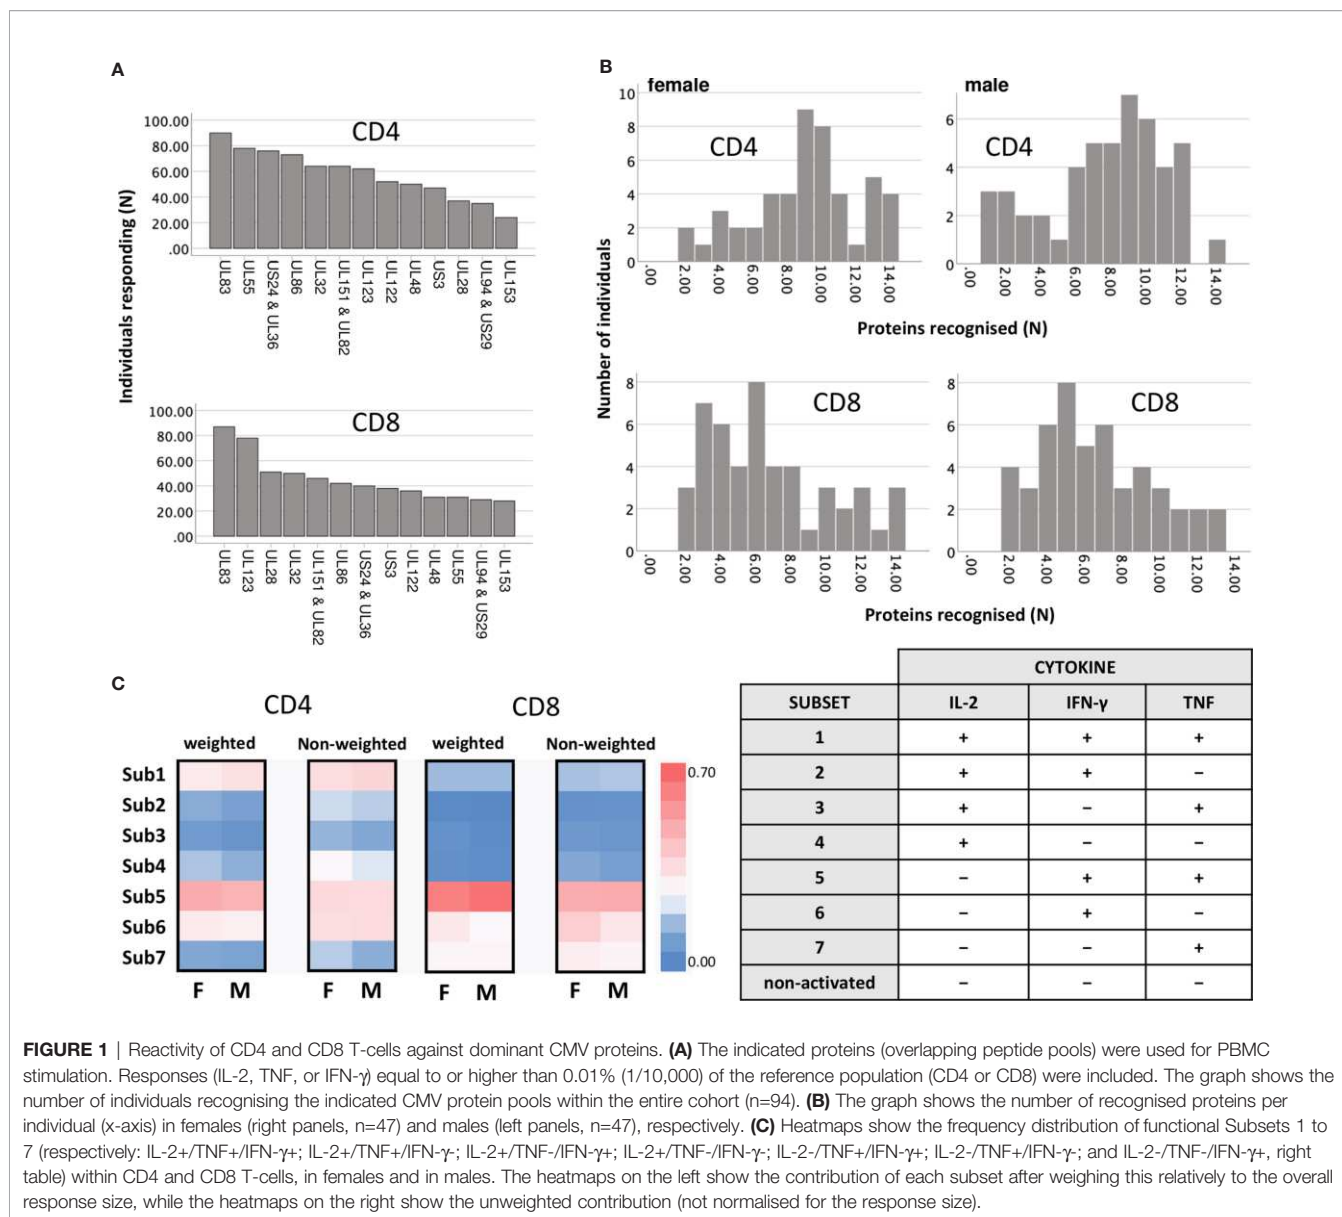 A
Individuals responding (N)
CD4
100.00
80.00
60.00
40.00
20.00
.00
UL83
UL55
US24 & UL36
UL86
UL32
UL151 & UL82
UL123
UL122
UL48
US3
UL28
UL94 & US29
UL153
CD8
100.00
80.00
60.00
40.00
20.00
.00
UL83
UL123
UL28
UL32
UL151 & UL82
UL86
US24 & UL36
US3
UL122
UL48
UL55
UL94 & US29
UL153
B
Number of individuals
female
CD4
10
8
6
4
2
0
.00
2.00
4.00
6.00
8.00
10.00
12.00
14.00
male
CD4
6
4
2
0
.00
2.00
4.00
6.00
8.00
10.00
12.00
14.00
Proteins recognised (N)
CD8
8
6
4
2
0
.00
2.00
4.00
6.00
8.00
10.00
12.00
14.00
CD8
8
6
4
2
0
.00
2.00
4.00
6.00
8.00
10.00
12.00
14.00
Proteins recognised (N)
C
CD4 CD8
weighted Non-weighted weighted Non-weighted
Sub1
Sub2
Sub3
Sub4
Sub5
Sub6
Sub7
F M F M F M F M
0.70
0.00
CYTOKINE
SUBSET IL-2 IFN-γ TNF
1 + + +
2 + + –
3 + – +
4 + – –
5 – + +
6 – + –
7 – – +
non-activated – – –
FIGURE 1 | Reactivity of CD4 and CD8 T-cells against dominant CMV proteins. (A) The indicated proteins (overlapping peptide pools) were used for PBMC
stimulation. Responses (IL-2, TNF, or IFN-γ) equal to or higher than 0.01% (1/10,000) of the reference population (CD4 or CD8) were included. The graph shows the
number of individuals recognising the indicated CMV protein pools within the entire cohort (n=94). (B) The graph shows the number of recognised proteins per
individual (x-axis) in females (right panels, n=47) and males (left panels, n=47), respectively. (C) Heatmaps show the frequency distribution of functional Subsets 1 to
7 (respectively: IL-2+/TNF+/IFN-γ+; IL-2+/TNF+/IFN-γ-; IL-2+/TNF-/IFN-γ+; IL-2+/TNF-/IFN-γ-; IL-2-/TNF+/IFN-γ+; IL-2-/TNF+/IFN-γ-; and IL-2-/TNF-/IFN-γ+, right
table) within CD4 and CD8 T-cells, in females and in males. The heatmaps on the left show the contribution of each subset after weighing this relatively to the overall
response size, while the heatmaps on the right show the unweighted contribution (not normalised for the response size).